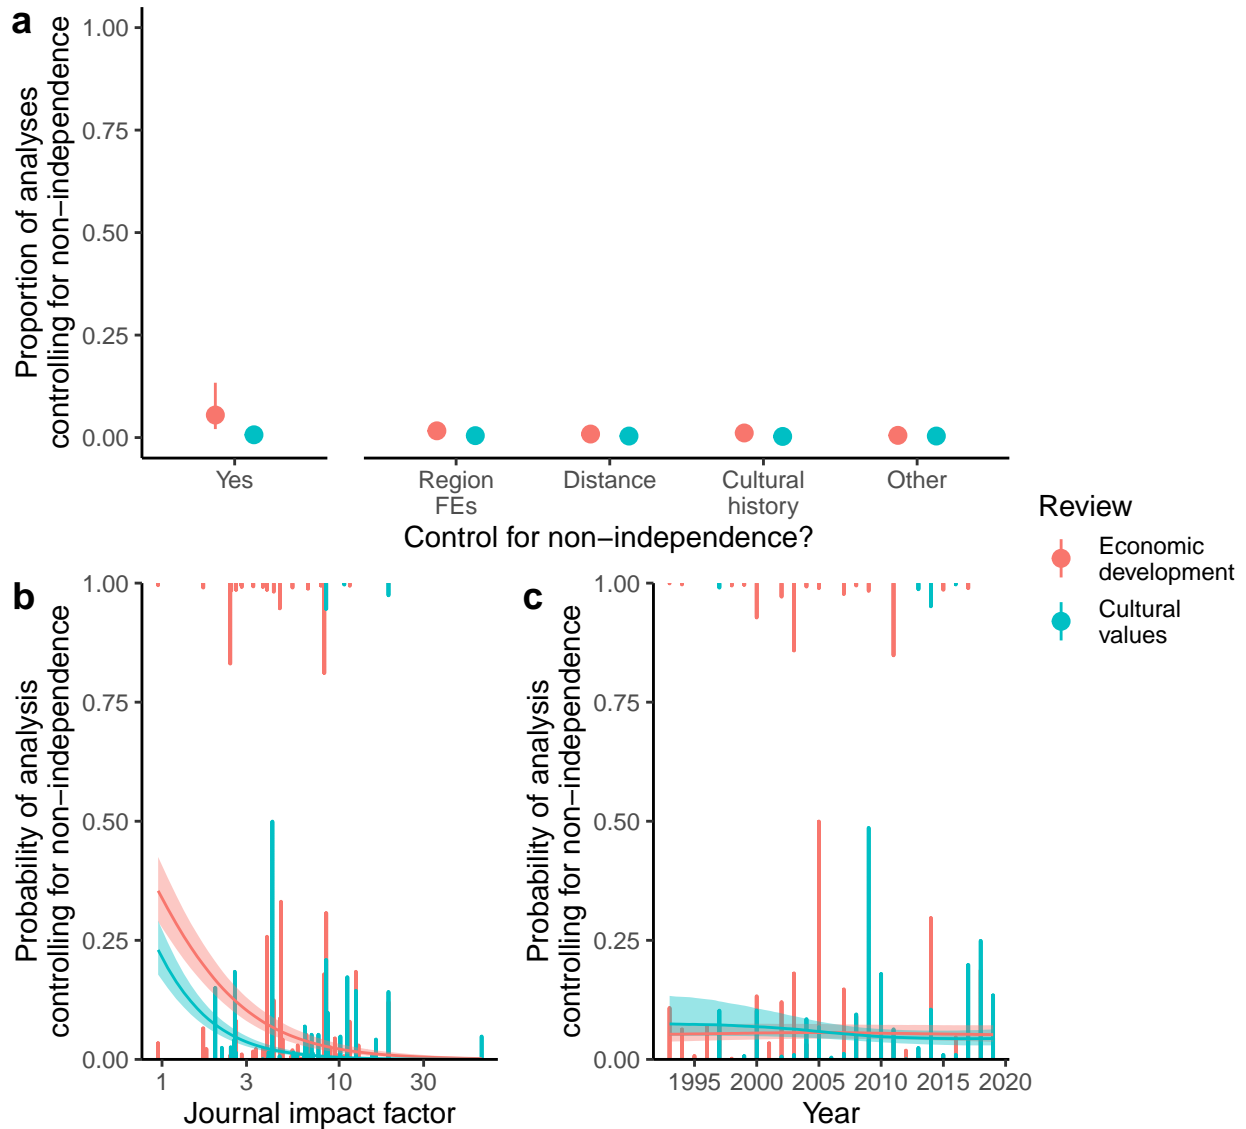 a
Proportion of analyses
controlling for non−independence
1.00
0.75
0.50
0.25
0.00
Yes
Region
FEs
Distance
Cultural
history
Other
Control for non−independence?
Review
Economic
development
Cultural
values
b
Probability of analysis
controlling for non−independence
1.00
0.75
0.50
0.25
0.00
1
3
10
30
Journal impact factor
c
Probability of analysis
controlling for non−independence
1.00
0.75
0.50
0.25
0.00
1995
2000
2005
2010
2015
2020
Year